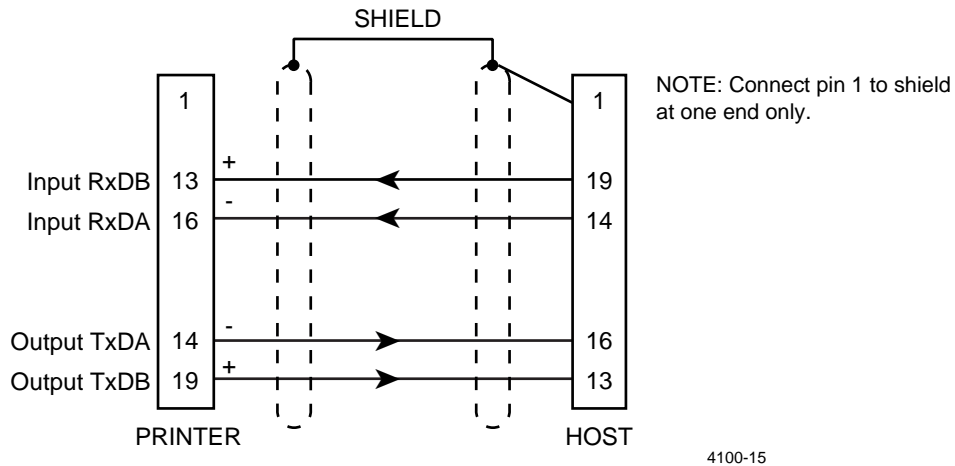 SHIELD
1
1
NOTE: Connect pin 1 to shield
at one end only.
Input RxDB 13 + 19
Input RxDA 16 - 14
Output TxDA 14 - 16
Output TxDB 19 + 13
PRINTER
HOST
4100-15